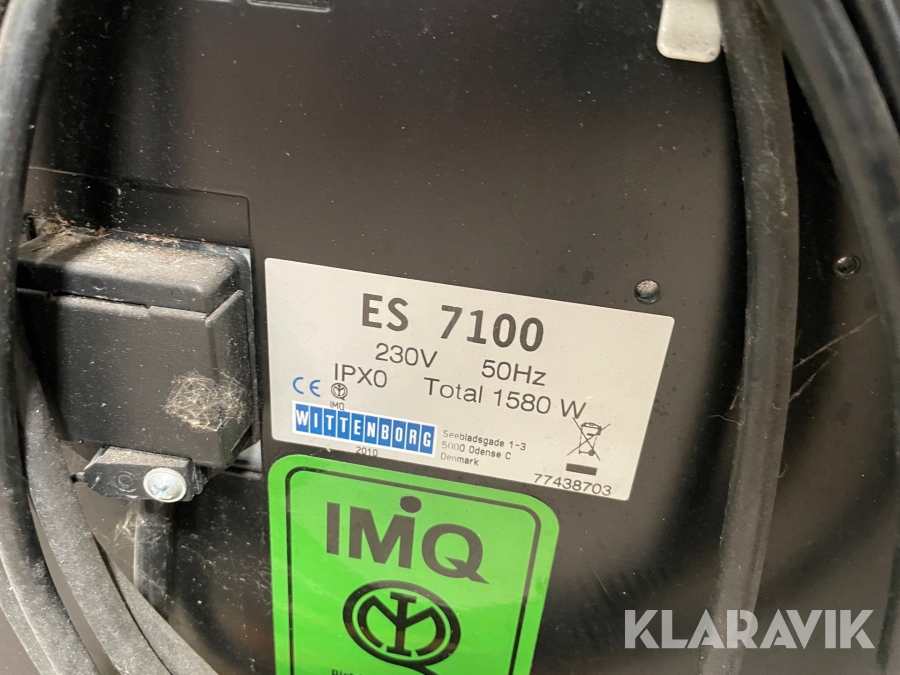 ES 7100
230V 50Hz
IPX0 Total 1580 W
CE
IMQ
WITTENBORG
2010
Seebladsgade 1-3
5000 Odense C
Denmark
77438703
IMQ
KLARAVIK